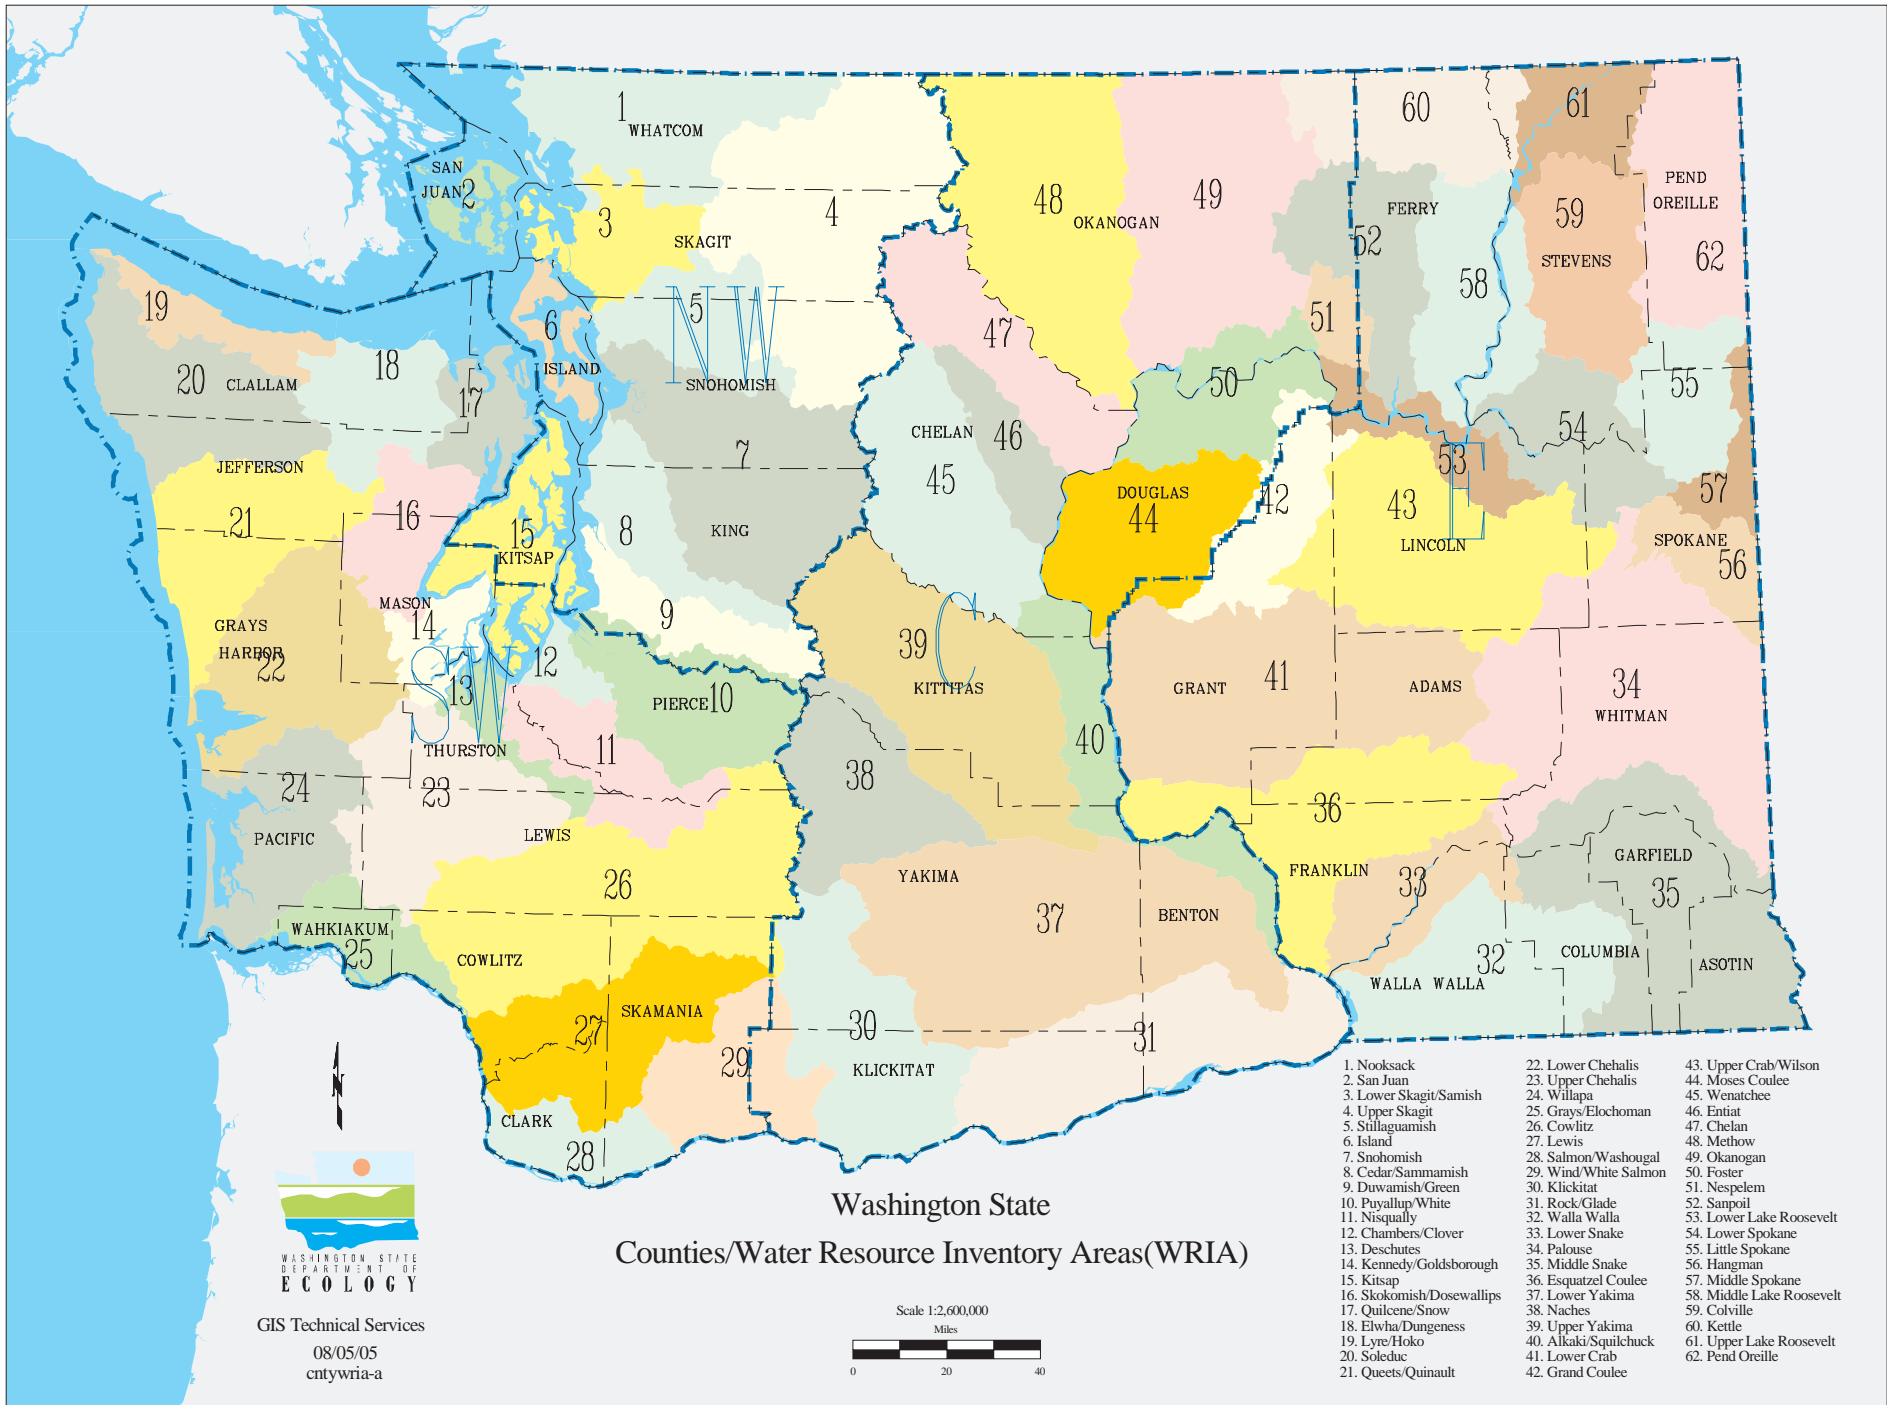 1
WHATCOM
60
61
SAN
JUAN
2
3
SKAGIT
4
48
OKANOGAN
49
FERRY
52
58
59
STEVENS
PEND
OREILLE
62
19
20
CLALLAM
18
17
6
ISLAND
5
NW
SNOHOMISH
47
51
50
55
54
CHELAN
46
45
7
JEFFERSON
16
21
15
KITSAP
8
KING
DOUGLAS
44
42
43
LINCOLN
53
E
57
SPOKANE
56
MASON
14
9
GRAYS
HARBOR
22
SW
13
12
PIERCE
10
39
C
KITTITAS
GRANT
41
ADAMS
34
WHITMAN
THURSTON
11
40
24
23
38
36
PACIFIC
LEWIS
26
YAKIMA
37
BENTON
FRANKLIN
33
GARFIELD
35
WAHKIAKUM
25
COWLITZ
27
SKAMANIA
32
WALLA WALLA
COLUMBIA
ASOTIN
30
31
29
KLICKITAT
CLARK
28
N
WASHINGTON STATE
DEPARTMENT OF
ECOLOGY
GIS Technical Services
08/05/05
cntywria-a
Washington State
Counties/Water Resource Inventory Areas(WRIA)
Scale 1:2,600,000
Miles
0 20 40
1. Nooksack
2. San Juan
3. Lower Skagit/Samish
4. Upper Skagit
5. Stillaguamish
6. Island
7. Snohomish
8. Cedar/Sammamish
9. Duwamish/Green
10. Puyallup/White
11. Nisqually
12. Chambers/Clover
13. Deschutes
14. Kennedy/Goldsborough
15. Kitsap
16. Skokomish/Dosewallips
17. Quilcene/Snow
18. Elwha/Dungeness
19. Lyre/Hoko
20. Soleduc
21. Queets/Quinault
22. Lower Chehalis
23. Upper Chehalis
24. Willapa
25. Grays/Elochoman
26. Cowlitz
27. Lewis
28. Salmon/Washougal
29. Wind/White Salmon
30. Klickitat
31. Rock/Glade
32. Walla Walla
33. Lower Snake
34. Palouse
35. Middle Snake
36. Esquatzel Coulee
37. Lower Yakima
38. Naches
39. Upper Yakima
40. Alkaki/Squilchuck
41. Lower Crab
42. Grand Coulee
43. Upper Crab/Wilson
44. Moses Coulee
45. Wenatchee
46. Entiat
47. Chelan
48. Methow
49. Okanogan
50. Foster
51. Nespelem
52. Sanpoil
53. Lower Lake Roosevelt
54. Lower Spokane
55. Little Spokane
56. Hangman
57. Middle Spokane
58. Middle Lake Roosevelt
59. Colville
60. Kettle
61. Upper Lake Roosevelt
62. Pend Oreille